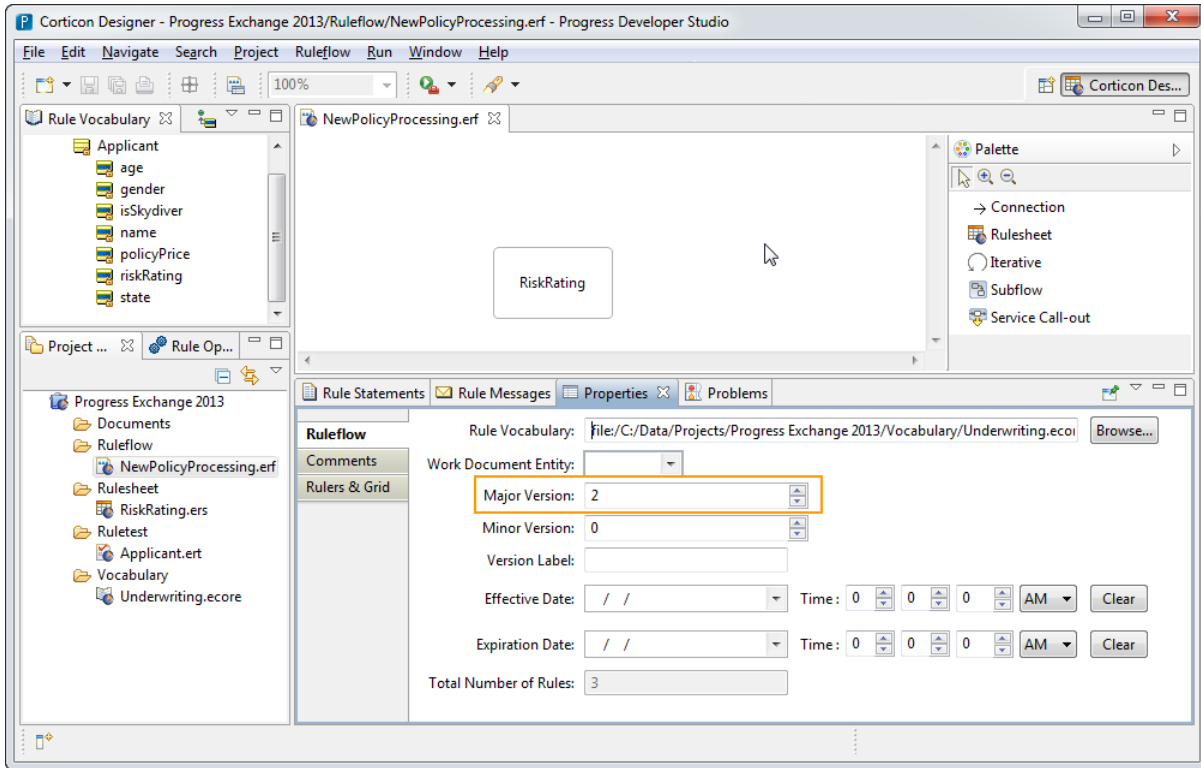 Corticon Designer - Progress Exchange 2013/Ruleflow/NewPolicyProcessing.erf - Progress Developer Studio
File Edit Navigate Search Project Ruleflow Run Window Help
100%
Corticon Des...
Rule Vocabulary
Applicant
age
gender
isSkydiver
name
policyPrice
riskRating
state
NewPolicyProcessing.erf
RiskRating
Palette
Connection
Rulesheet
Iterative
Subflow
Service Call-out
Project ... Rule Op...
Progress Exchange 2013
Documents
Ruleflow
NewPolicyProcessing.erf
Rulesheet
RiskRating.ers
Ruletest
Applicant.ert
Vocabulary
Underwriting.ecore
Rule Statements Rule Messages Properties Problems
Ruleflow
Comments
Rulers & Grid
Rule Vocabulary: file:/C:/Data/Projects/Progress Exchange 2013/Vocabulary/Underwriting.ecor Browse...
Work Document Entity:
Major Version: 2
Minor Version: 0
Version Label:
Effective Date: / / Time: 0 0 0 AM Clear
Expiration Date: / / Time: 0 0 0 AM Clear
Total Number of Rules: 3